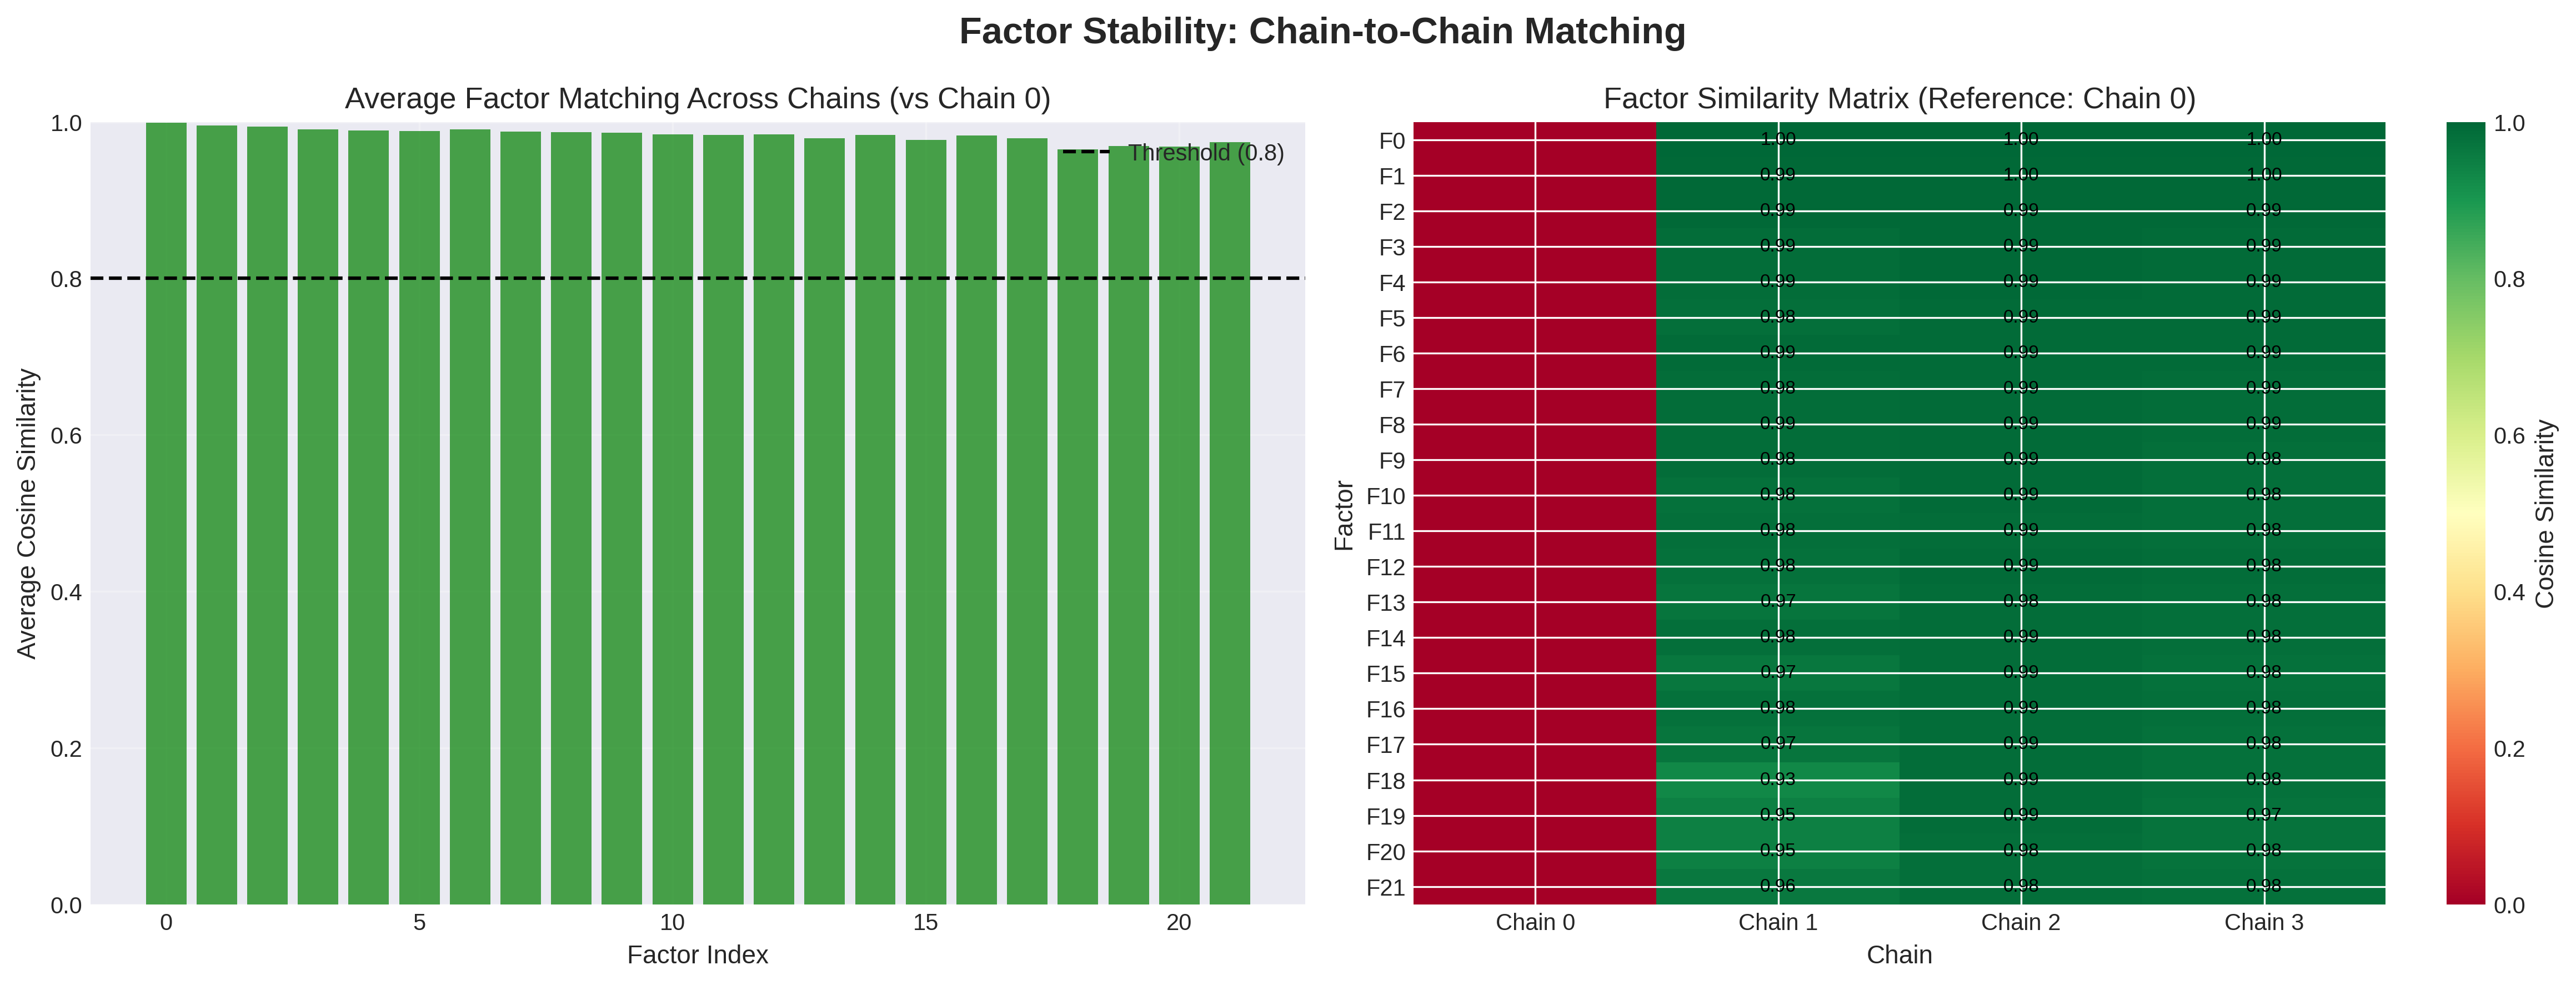 Factor Stability: Chain-to-Chain Matching
Average Factor Matching Across Chains (vs Chain 0)
Average Cosine Similarity
1.0
0.8
0.6
0.4
0.2
0.0
Threshold (0.8)
0 5 10 15 20
Factor Index
Factor Similarity Matrix (Reference: Chain 0)
Factor
F0 1.00 1.00 1.00
F1 0.99 1.00 1.00
F2 0.99 0.99 0.99
F3 0.99 0.99 0.99
F4 0.99 0.99 0.99
F5 0.98 0.99 0.99
F6 0.99 0.99 0.99
F7 0.98 0.99 0.99
F8 0.99 0.99 0.99
F9 0.98 0.99 0.98
F10 0.98 0.99 0.98
F11 0.98 0.99 0.98
F12 0.98 0.99 0.98
F13 0.97 0.98 0.98
F14 0.98 0.99 0.98
F15 0.97 0.99 0.98
F16 0.98 0.99 0.98
F17 0.97 0.99 0.98
F18 0.93 0.99 0.98
F19 0.95 0.99 0.97
F20 0.95 0.98 0.98
F21 0.96 0.98 0.98
Chain 0 Chain 1 Chain 2 Chain 3
Chain
1.0
0.8
0.6
0.4
0.2
0.0
Cosine Similarity